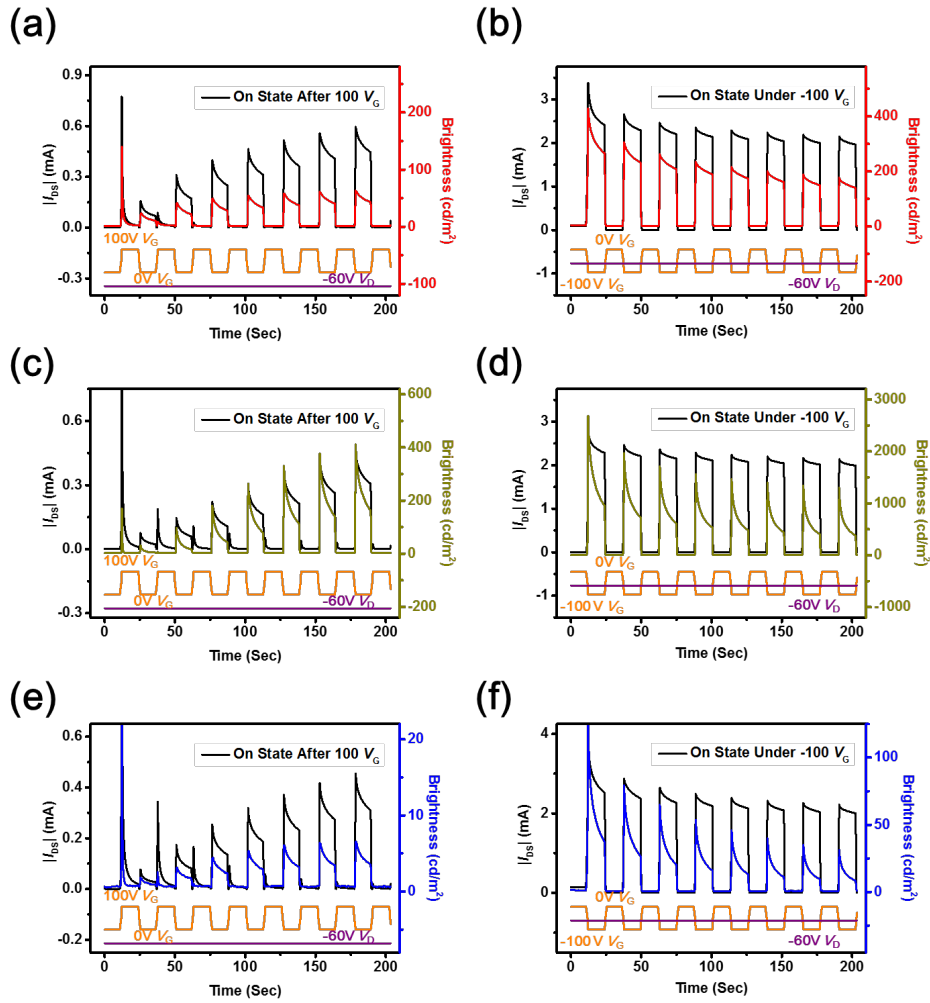 (a)
0.9
0.6
0.3
0.0
-0.3
|IDS| (mA)
On State After 100 VG
200
100
0
-100
Brightness (cd/m²)
100V VG
0V VG
-60V VD
0 50 100 150 200
Time (Sec)
(b)
3
2
1
0
-1
|IDS| (mA)
On State Under -100 VG
400
200
0
-200
Brightness (cd/m²)
0V VG
-100V VG
-60V VD
0 50 100 150 200
Time (Sec)
(c)
0.6
0.3
0.0
-0.3
|IDS| (mA)
On State After 100 VG
600
400
200
0
-200
Brightness (cd/m²)
100V VG
0V VG
-60V VD
0 50 100 150 200
Time (Sec)
(d)
3
2
1
0
-1
|IDS| (mA)
On State Under -100 VG
3200
2000
1000
0
-1000
Brightness (cd/m²)
0V VG
-100V VG
-60V VD
0 50 100 150 200
Time (Sec)
(e)
0.6
0.4
0.2
0.0
-0.2
|IDS| (mA)
On State After 100 VG
20
10
0
Brightness (cd/m²)
100V VG
0V VG
-60V VD
0 50 100 150 200
Time (Sec)
(f)
4
2
0
|IDS| (mA)
On State Under -100 VG
100
50
0
Brightness (cd/m²)
0V VG
-100V VG
-60V VD
0 50 100 150 200
Time (Sec)